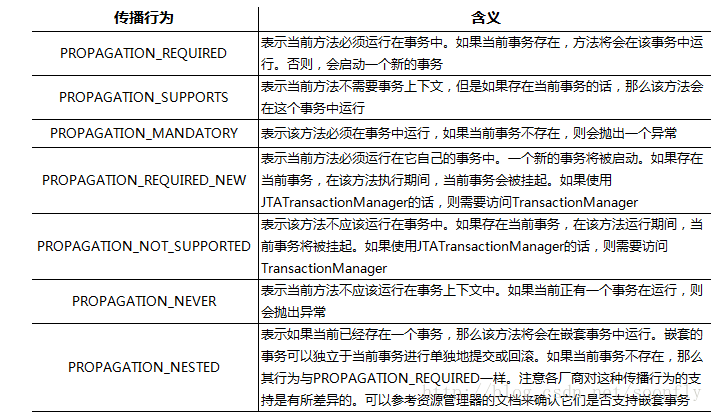 传播行为 含义
PROPAGATION_REQUIRED
表示当前方法必须运行在事务中。如果当前事务存在，方法将会在该事务中运
行。否则，会启动一个新的事务
PROPAGATION_SUPPORTS
表示当前方法不需要事务上下文，但是如果存在当前事务的话，那么该方法会
在这个事务中运行
PROPAGATION_MANDATORY
表示该方法必须在事务中运行，如果当前事务不存在，则会抛出一个异常
PROPAGATION_REQUIRED_NEW
表示当前方法必须运行在它自己的事务中。一个新的事务将被启动。如果存在
当前事务，在该方法执行期间，当前事务会被挂起。如果使用
JTATransactionManager的话，则需要访问TransactionManager
PROPAGATION_NOT_SUPPORTED
表示该方法不应该运行在事务中。如果存在当前事务，在该方法运行期间，当
前事务将被挂起。如果使用JTATransactionManager的话，则需要访问
TransactionManager
PROPAGATION_NEVER
表示当前方法不应该运行在事务上下文中。如果当前正有一个事务在运行，则
会抛出异常
PROPAGATION_NESTED
表示如果当前已经存在一个事务，那么该方法将会在嵌套事务中运行。嵌套的
事务可以独立于当前事务进行单独地提交或回滚。如果当前事务不存在，那么
其行为与PROPAGATION_REQUIRED一样。注意各厂商对这种传播行为的支
持是有所差异的。可以参考资源管理器的文档来确认它们是否支持嵌套事务